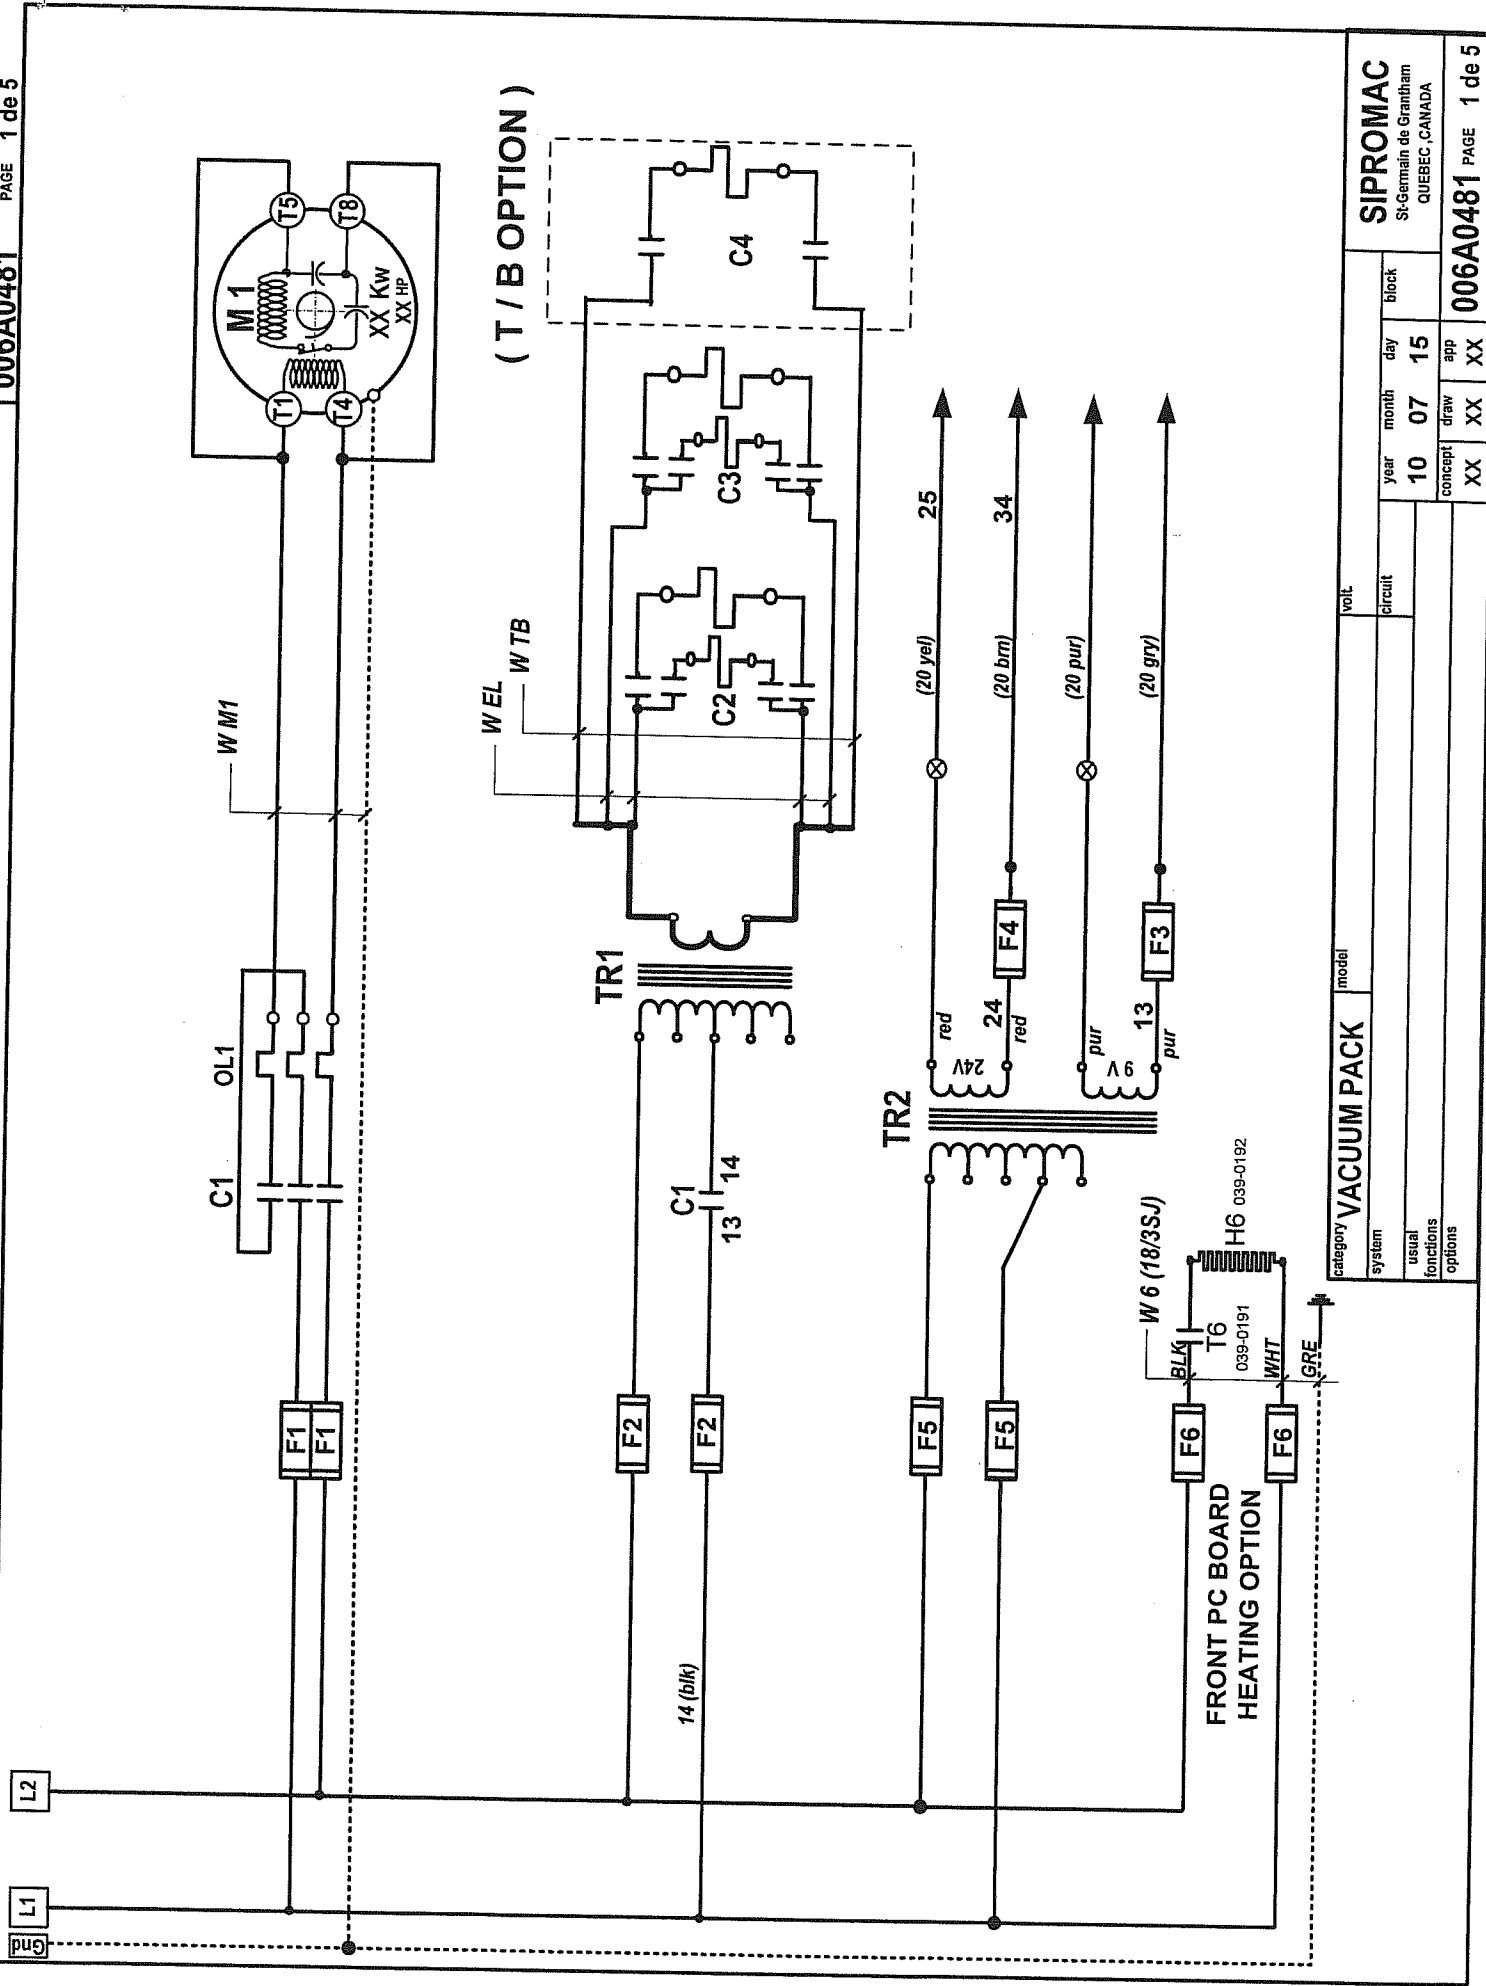 006A0481 PAGE 1 de 5
Gnd
L1
L2
F1
F1
C1
OL1
W M1
M 1
T1
T4
T5
T8
XX Kw
XX HP
14 (blk)
F2
F2
C1
13
14
TR1
W EL
W TB
C2
C3
C4
( T / B OPTION )
F5
F5
TR2
24V
9 V
red
24
red
pur
13
pur
F4
F3
(20 yel)
25
(20 brn)
34
(20 pur)
(20 gry)
FRONT PC BOARD
HEATING OPTION
F6
F6
BLK
WHT
GRE
W 6 (18/3SJ)
T6
039-0191
H6 039-0192
category VACUUM PACK
model
volt.
system
circuit
usual
fonctions
options
year
month
day
block
10
07
15
concept
draw
app
XX
XX
XX
SIPROMAC
St-Germain de Grantham
QUEBEC ,CANADA
006A0481 PAGE 1 de 5